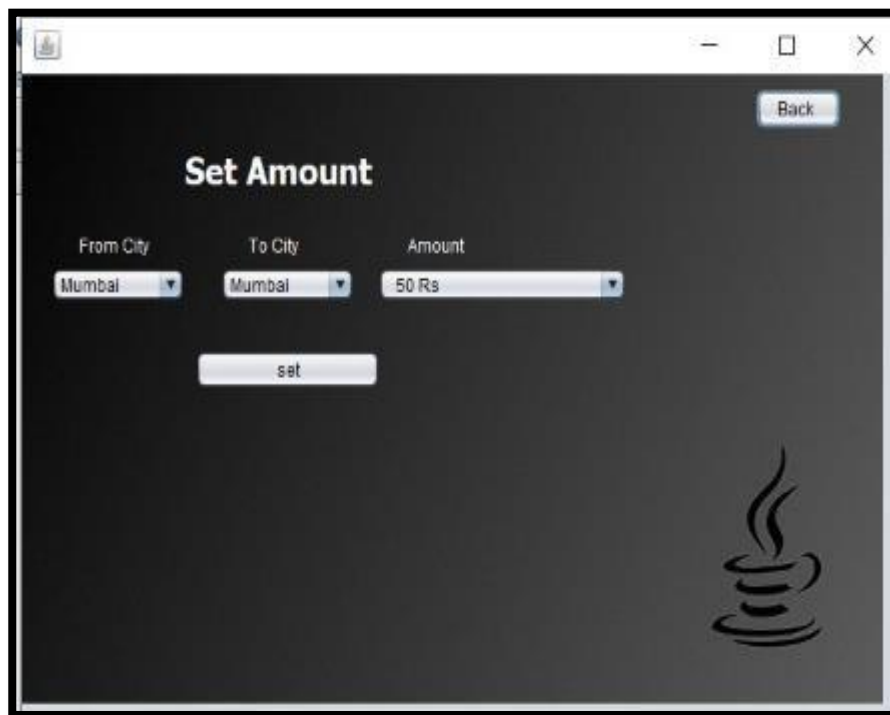 Back
Set Amount
From City To City Amount
Mumbai Mumbai 50 Rs
set